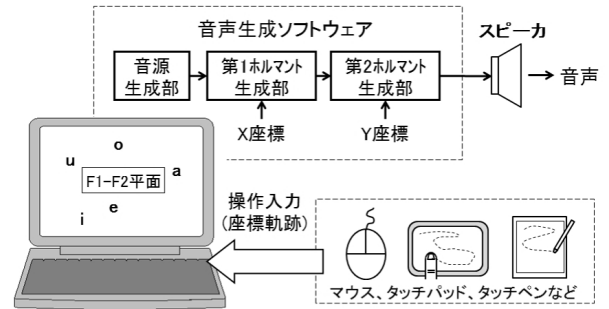 音声生成ソフトウェア
スピーカ
音源
生成部
第1ホルマント
生成部
第2ホルマント
生成部
音声
X座標
Y座標
o
u
a
F1-F2平面
e
i
操作入力
(座標軌跡)
マウス、タッチパッド、タッチペンなど